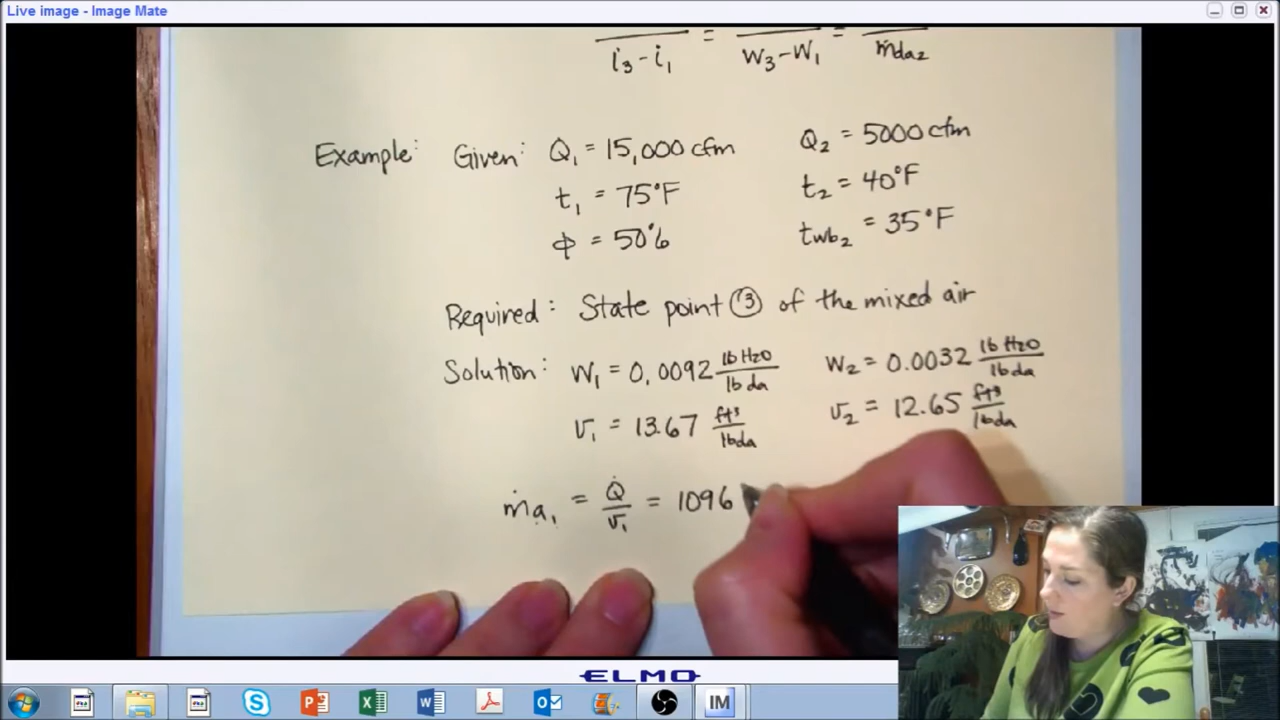 Live image - Image Mate
i₃ - i₁ = W₃ - W₁ = ṁda₂
Example: Given: Q₁ = 15,000 cfm Q₂ = 5000 cfm
t₁ = 75°F t₂ = 40°F
ϕ = 50% twb₂ = 35°F
Required: State point ③ of the mixed air
Solution: W₁ = 0.0092 lb H₂O / lb da W₂ = 0.0032 lb H₂O / lb da
v₁ = 13.67 ft³ / lb da v₂ = 12.65 ft³ / lb da
ṁa₁ = Q̇ / v₁ = 1096
ELMO
IM